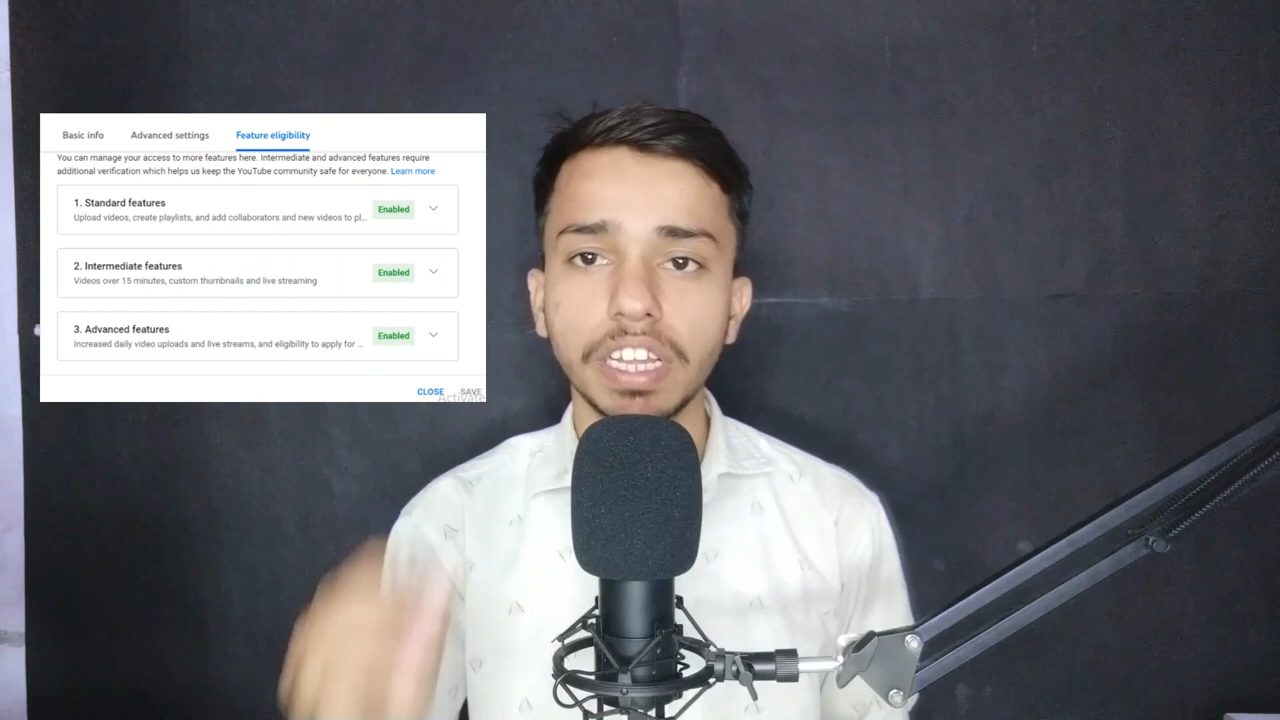 Basic info Advanced settings Feature eligibility
You can manage your access to more features here. Intermediate and advanced features require
additional verification which helps us keep the YouTube community safe for everyone. Learn more
1. Standard features
Enabled
Upload videos, create playlists, and add collaborators and new videos to pl...
2. Intermediate features
Enabled
Videos over 15 minutes, custom thumbnails and live streaming
3. Advanced features
Enabled
Increased daily video uploads and live streams, and eligibility to apply for ...
CLOSE SAVE
Activate